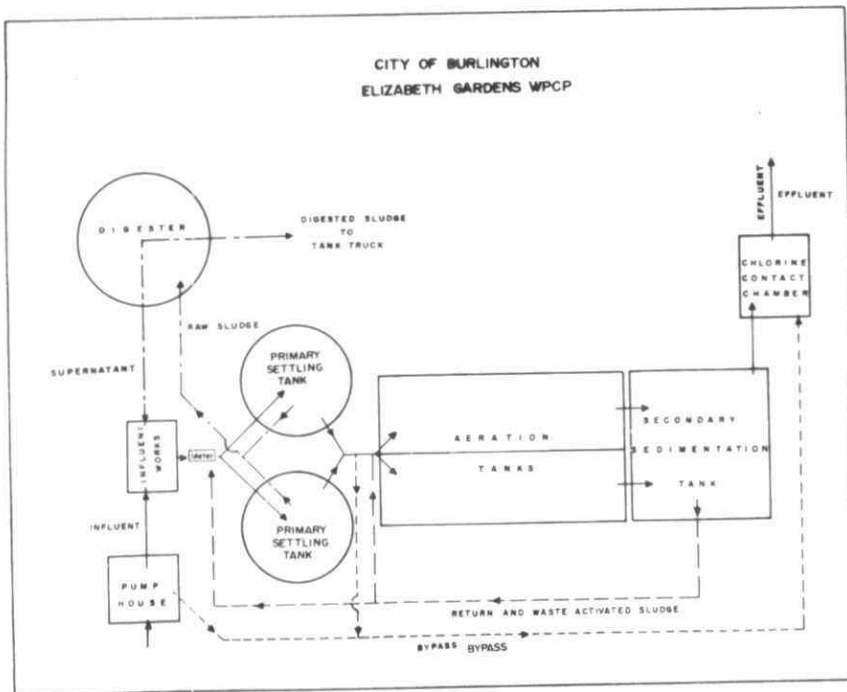 CITY OF BURLINGTON
ELIZABETH GARDENS WPCP
DIGESTER
DIGESTED SLUDGE
TO
TANK TRUCK
EFFLUENT
EFFLUENT
CHLORINE
CONTACT
CHAMBER
RAW SLUDGE
SUPERNATANT
PRIMARY
SETTLING
TANK
INFLUENT
WORKS
Meter
AERATION
TANKS
SECONDARY
SEDIMENTATION
TANK
PRIMARY
SETTLING
TANK
INFLUENT
PUMP
HOUSE
RETURN AND WASTE ACTIVATED SLUDGE
BYPASS BYPASS